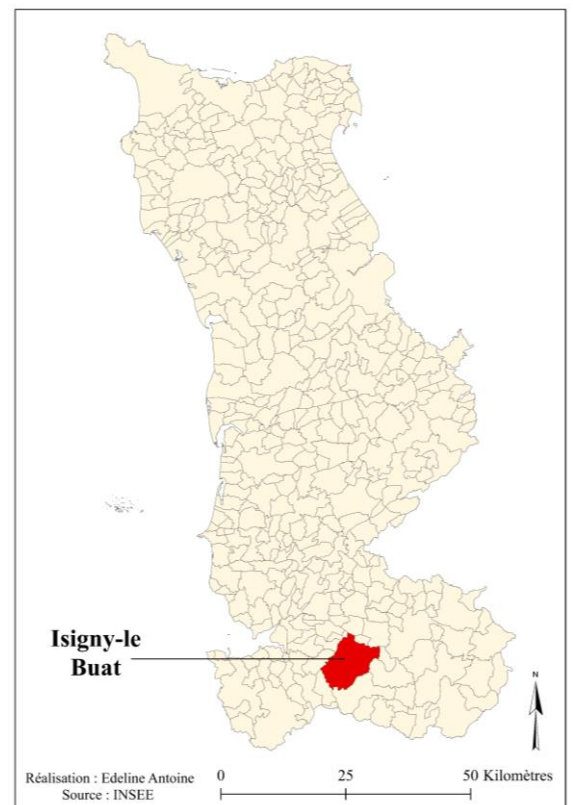 Isigny-le
Buat
N
Réalisation : Edeline Antoine
Source : INSEE
0 25 50 Kilomètres